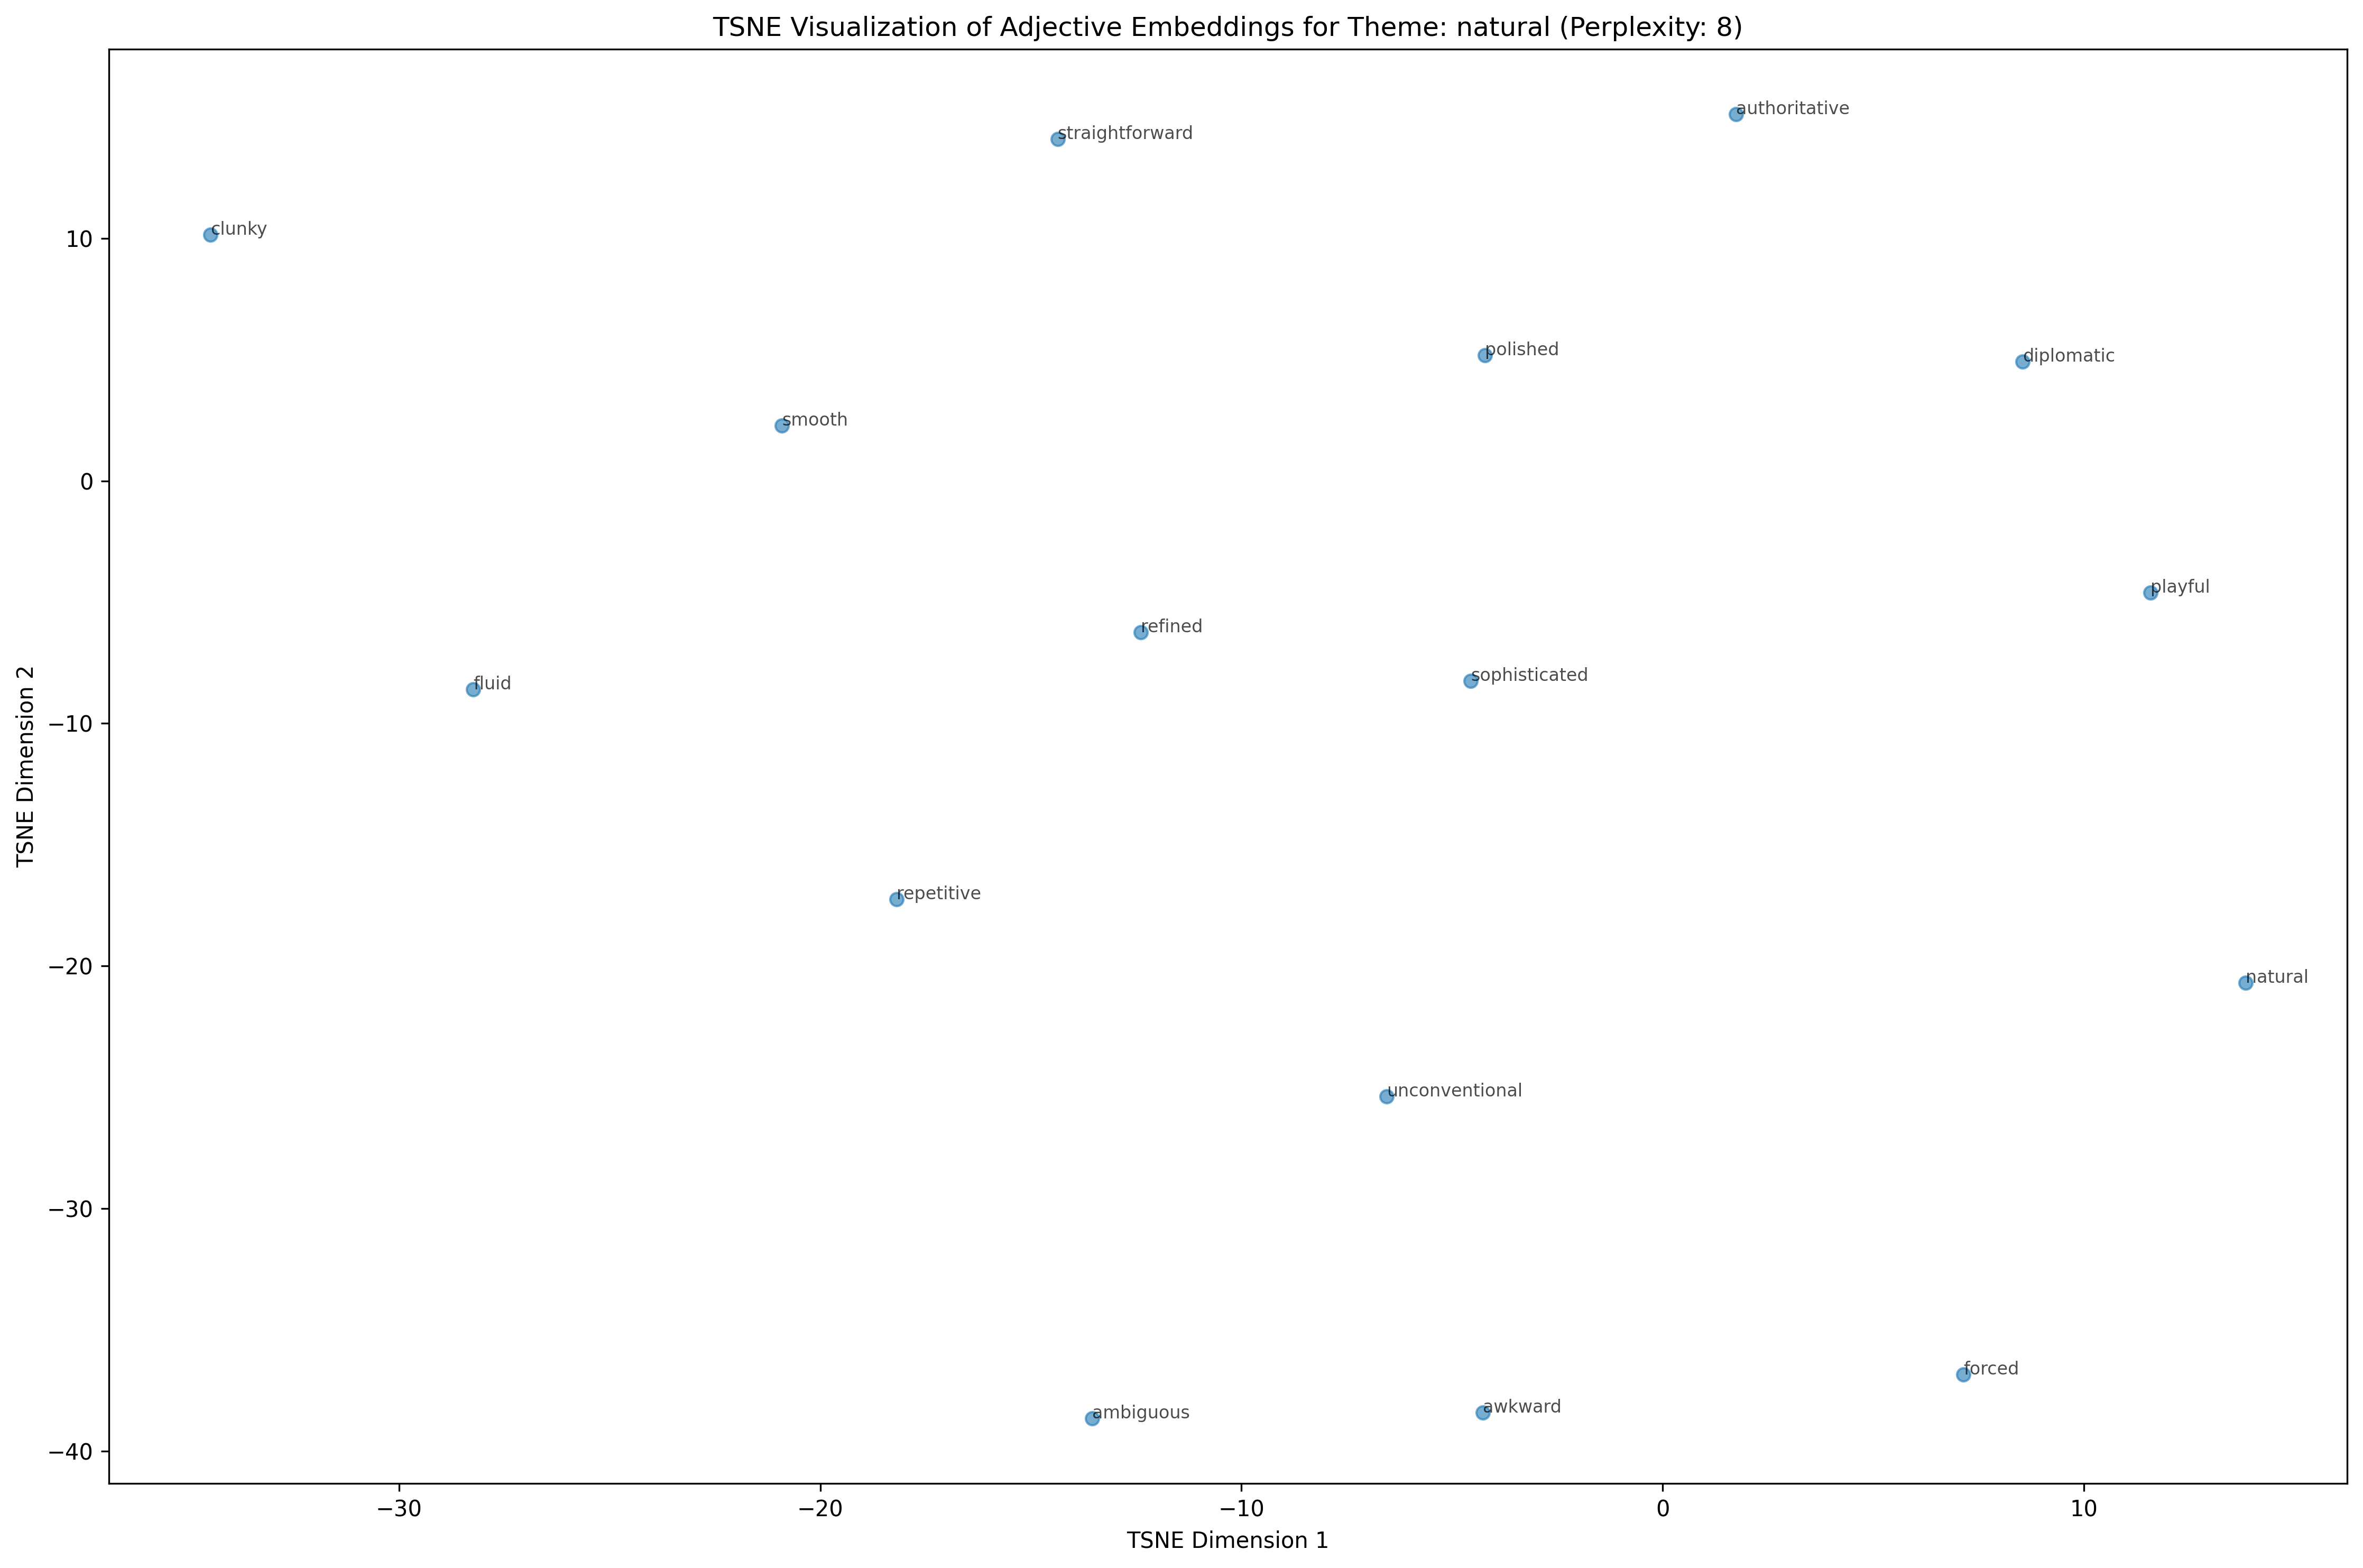 TSNE Visualization of Adjective Embeddings for Theme: natural (Perplexity: 8)
authoritative
straightforward
clunky
10
polished
diplomatic
smooth
0
playful
refined
sophisticated
fluid
−10
TSNE Dimension 2
repetitive
−20
natural
unconventional
−30
forced
awkward
ambiguous
−40
−30
−20
−10
0
10
TSNE Dimension 1